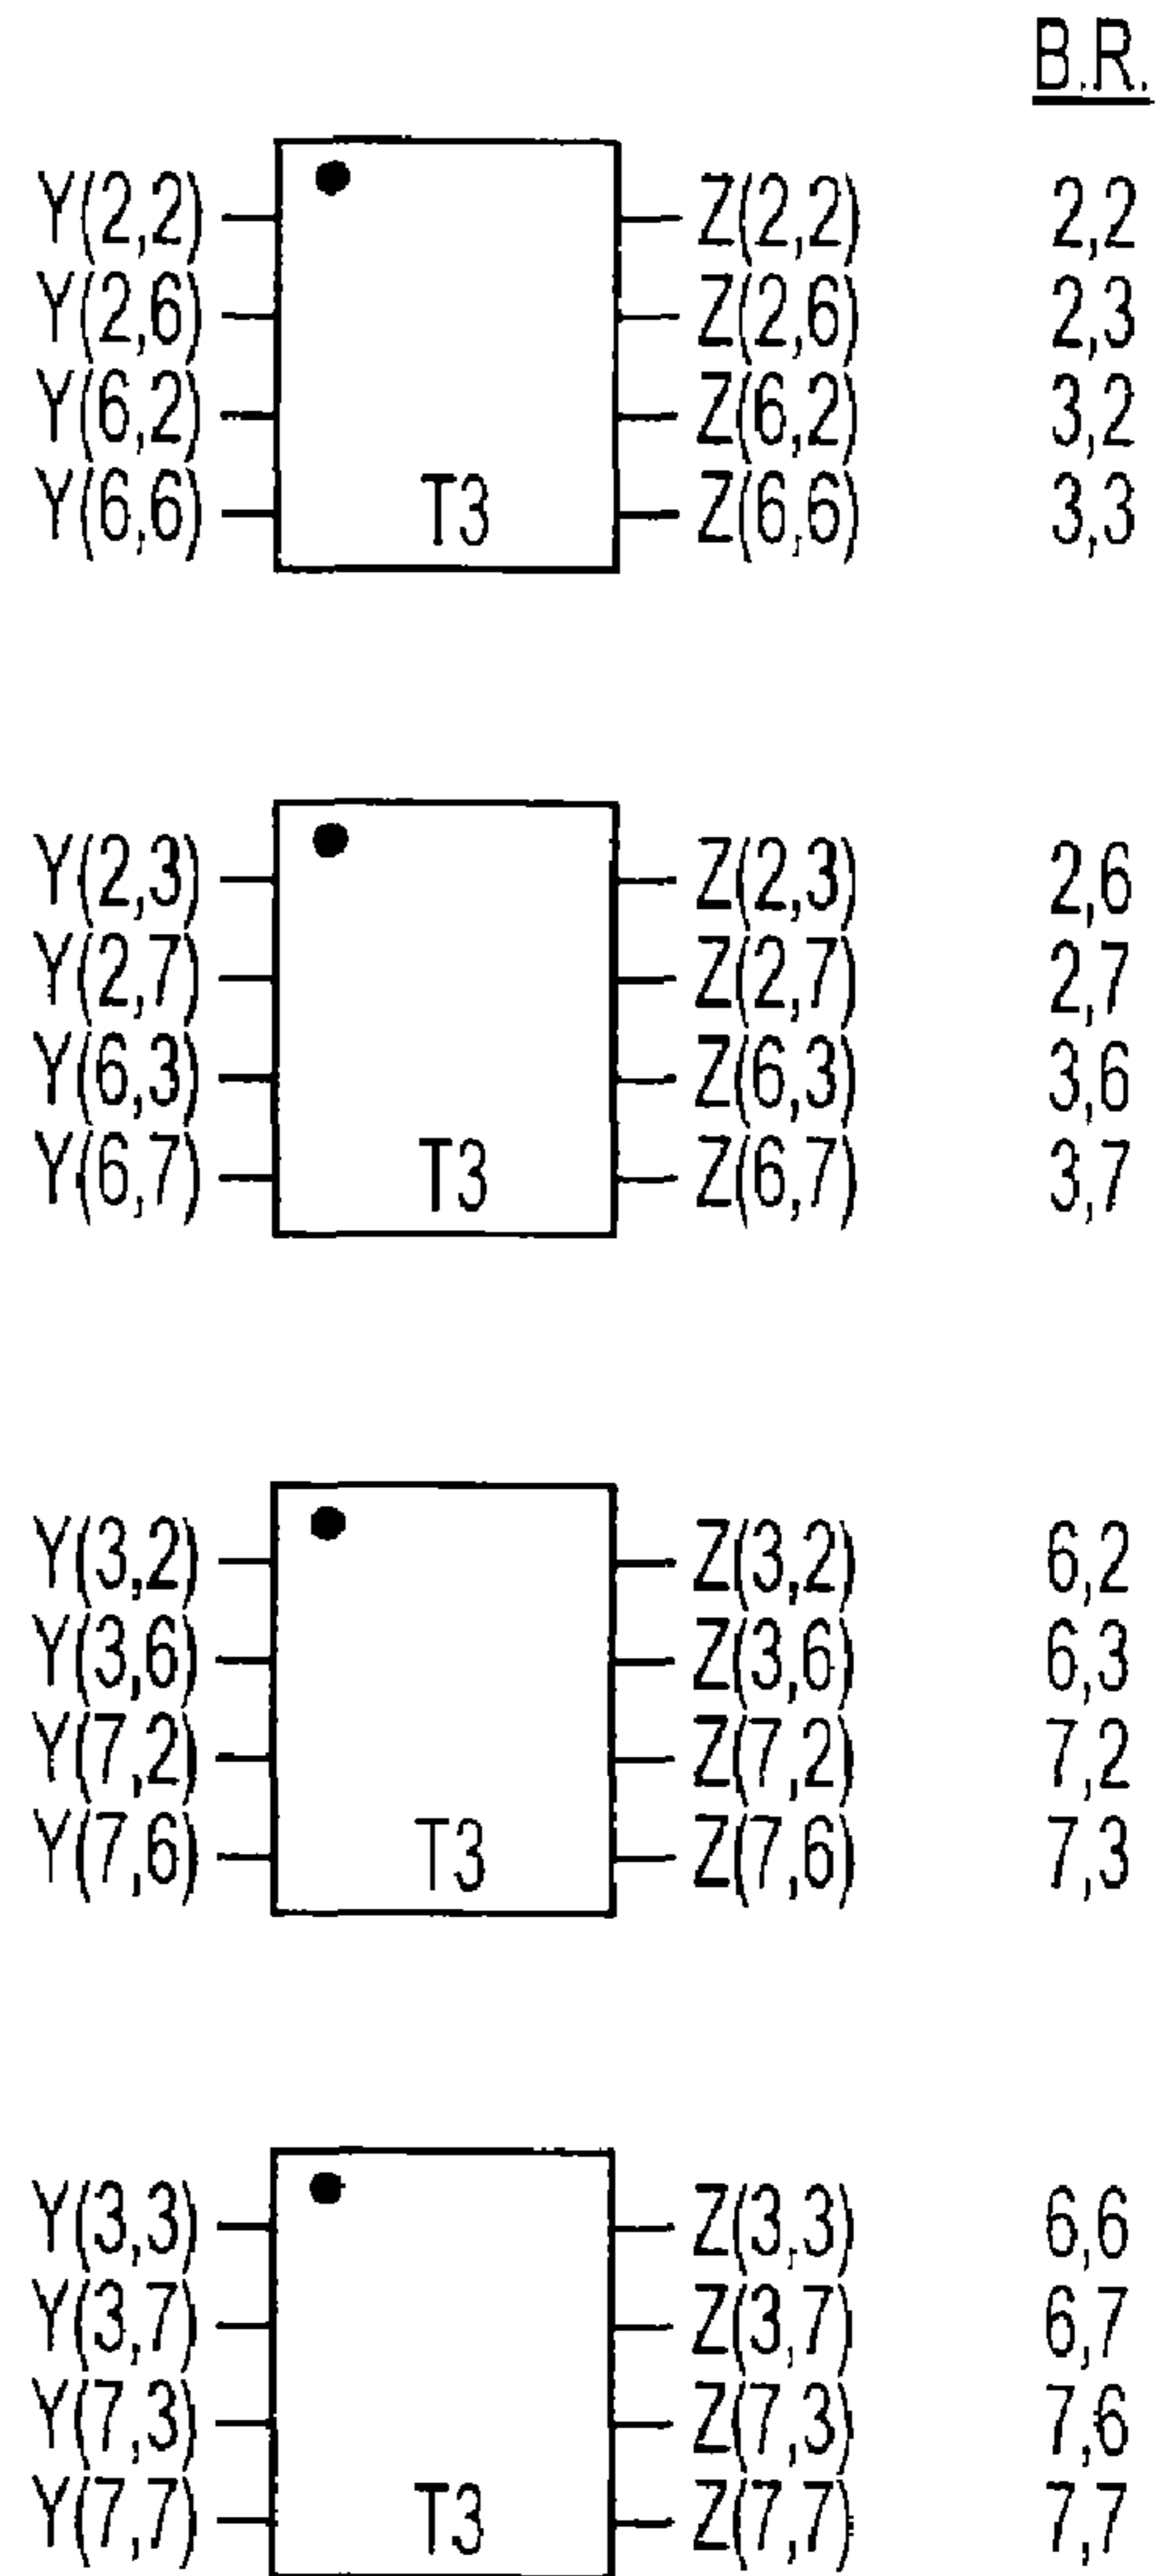 B.R.
Y(2,2) Z(2,2) 2,2
Y(2,6) Z(2,6) 2,3
Y(6,2) Z(6,2) 3,2
Y(6,6) T3 Z(6,6) 3,3
Y(2,3) Z(2,3) 2,6
Y(2,7) Z(2,7) 2,7
Y(6,3) Z(6,3) 3,6
Y(6,7) T3 Z(6,7) 3,7
Y(3,2) Z(3,2) 6,2
Y(3,6) Z(3,6) 6,3
Y(7,2) Z(7,2) 7,2
Y(7,6) T3 Z(7,6) 7,3
Y(3,3) Z(3,3) 6,6
Y(3,7) Z(3,7) 6,7
Y(7,3) Z(7,3) 7,6
Y(7,7) T3 Z(7,7) 7,7